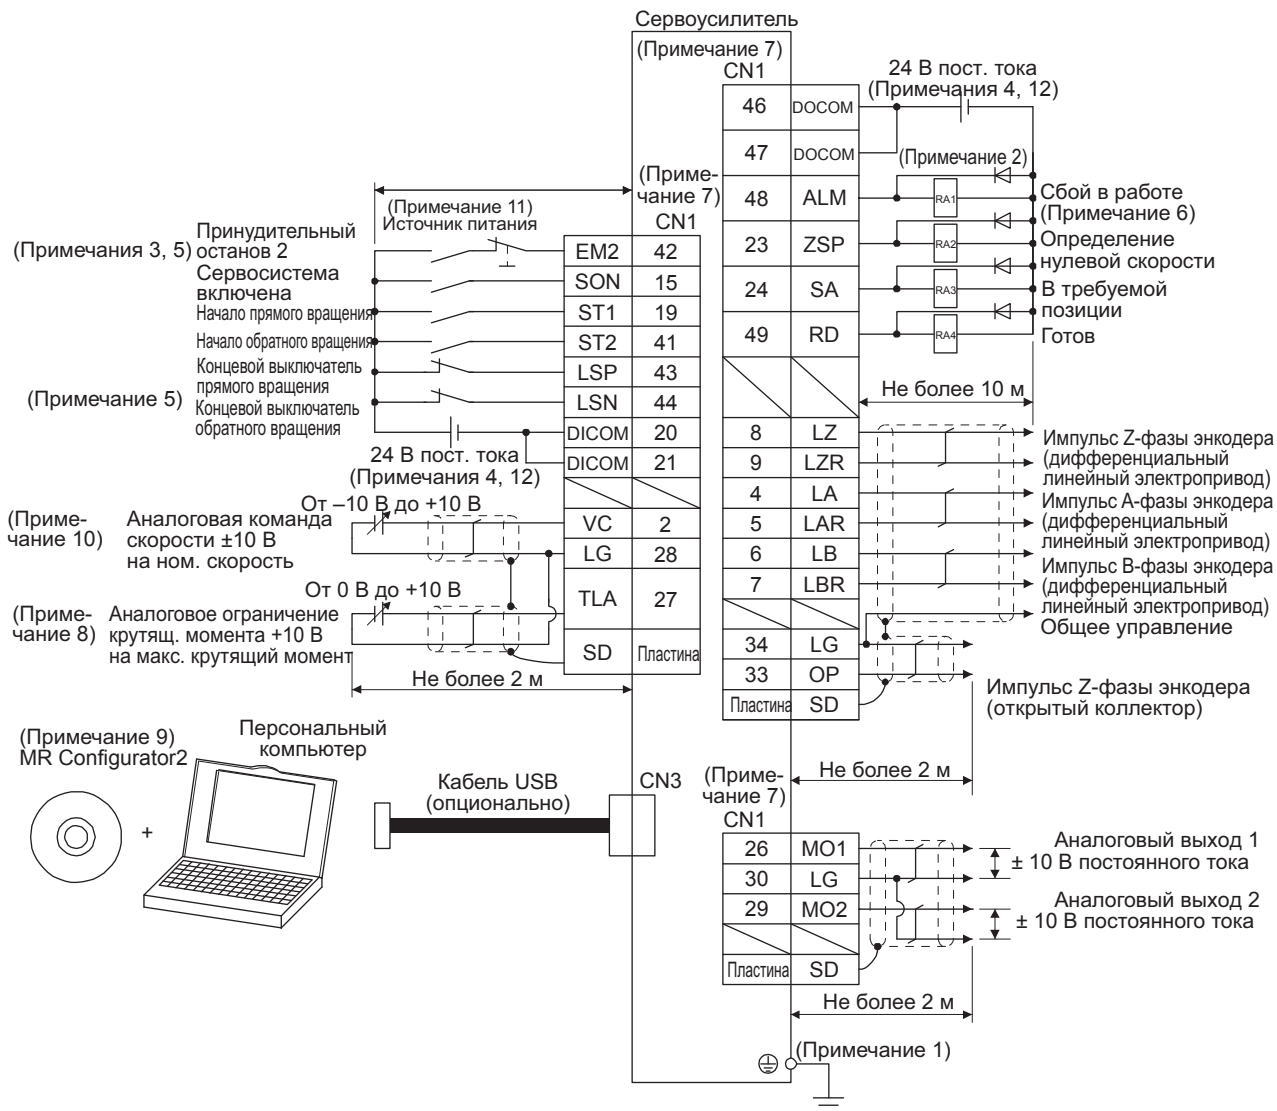 Сервоусилитель
(Примечание 7)
CN1
24 В пост. тока
(Примечания 4, 12)
46 DOCOM
47 DOCOM
(Примечание 2)
48 ALM
RA1
Сбой в работе
(Примечание 6)
23 ZSP
RA2
Определение
нулевой скорости
24 SA
RA3
В требуемой
позиции
49 RD
RA4
Готов
Не более 10 м
8 LZ
9 LZR
4 LA
5 LAR
6 LB
7 LBR
34 LG
33 OP
Пластина SD
Импульс Z-фазы энкодера
(дифференциальный
линейный электропривод)
Импульс A-фазы энкодера
(дифференциальный
линейный электропривод)
Импульс B-фазы энкодера
(дифференциальный
линейный электропривод)
Общее управление
Импульс Z-фазы энкодера
(открытый коллектор)
Не более 2 м
(Приме-
чание 7)
CN1
(Примечание 11)
Источник питания
(Примечания 3, 5)
Принудительный
останов 2
EM2 42
Сервосистема
включена
SON 15
Начало прямого вращения
ST1 19
Начало обратного вращения
ST2 41
Концевой выключатель
прямого вращения
LSP 43
(Примечание 5)
Концевой выключатель
обратного вращения
LSN 44
DICOM 20
DICOM 21
24 В пост. тока
(Примечания 4, 12)
От –10 В до +10 В
(Приме-
чание 10)
Аналоговая команда
скорости ±10 В
на ном. скорость
VC 2
LG 28
От 0 В до +10 В
(Приме-
чание 8)
Аналоговое ограничение
крутящ. момента +10 В
на макс. крутящий момент
TLA 27
SD Пластина
Не более 2 м
(Примечание 9)
MR Configurator2
Персональный
компьютер
+
Кабель USB
(опционально)
CN3
(Приме-
чание 7)
CN1
26 MO1
30 LG
29 MO2
Пластина SD
Аналоговый выход 1
± 10 В постоянного тока
Аналоговый выход 2
± 10 В постоянного тока
Не более 2 м
(Примечание 1)